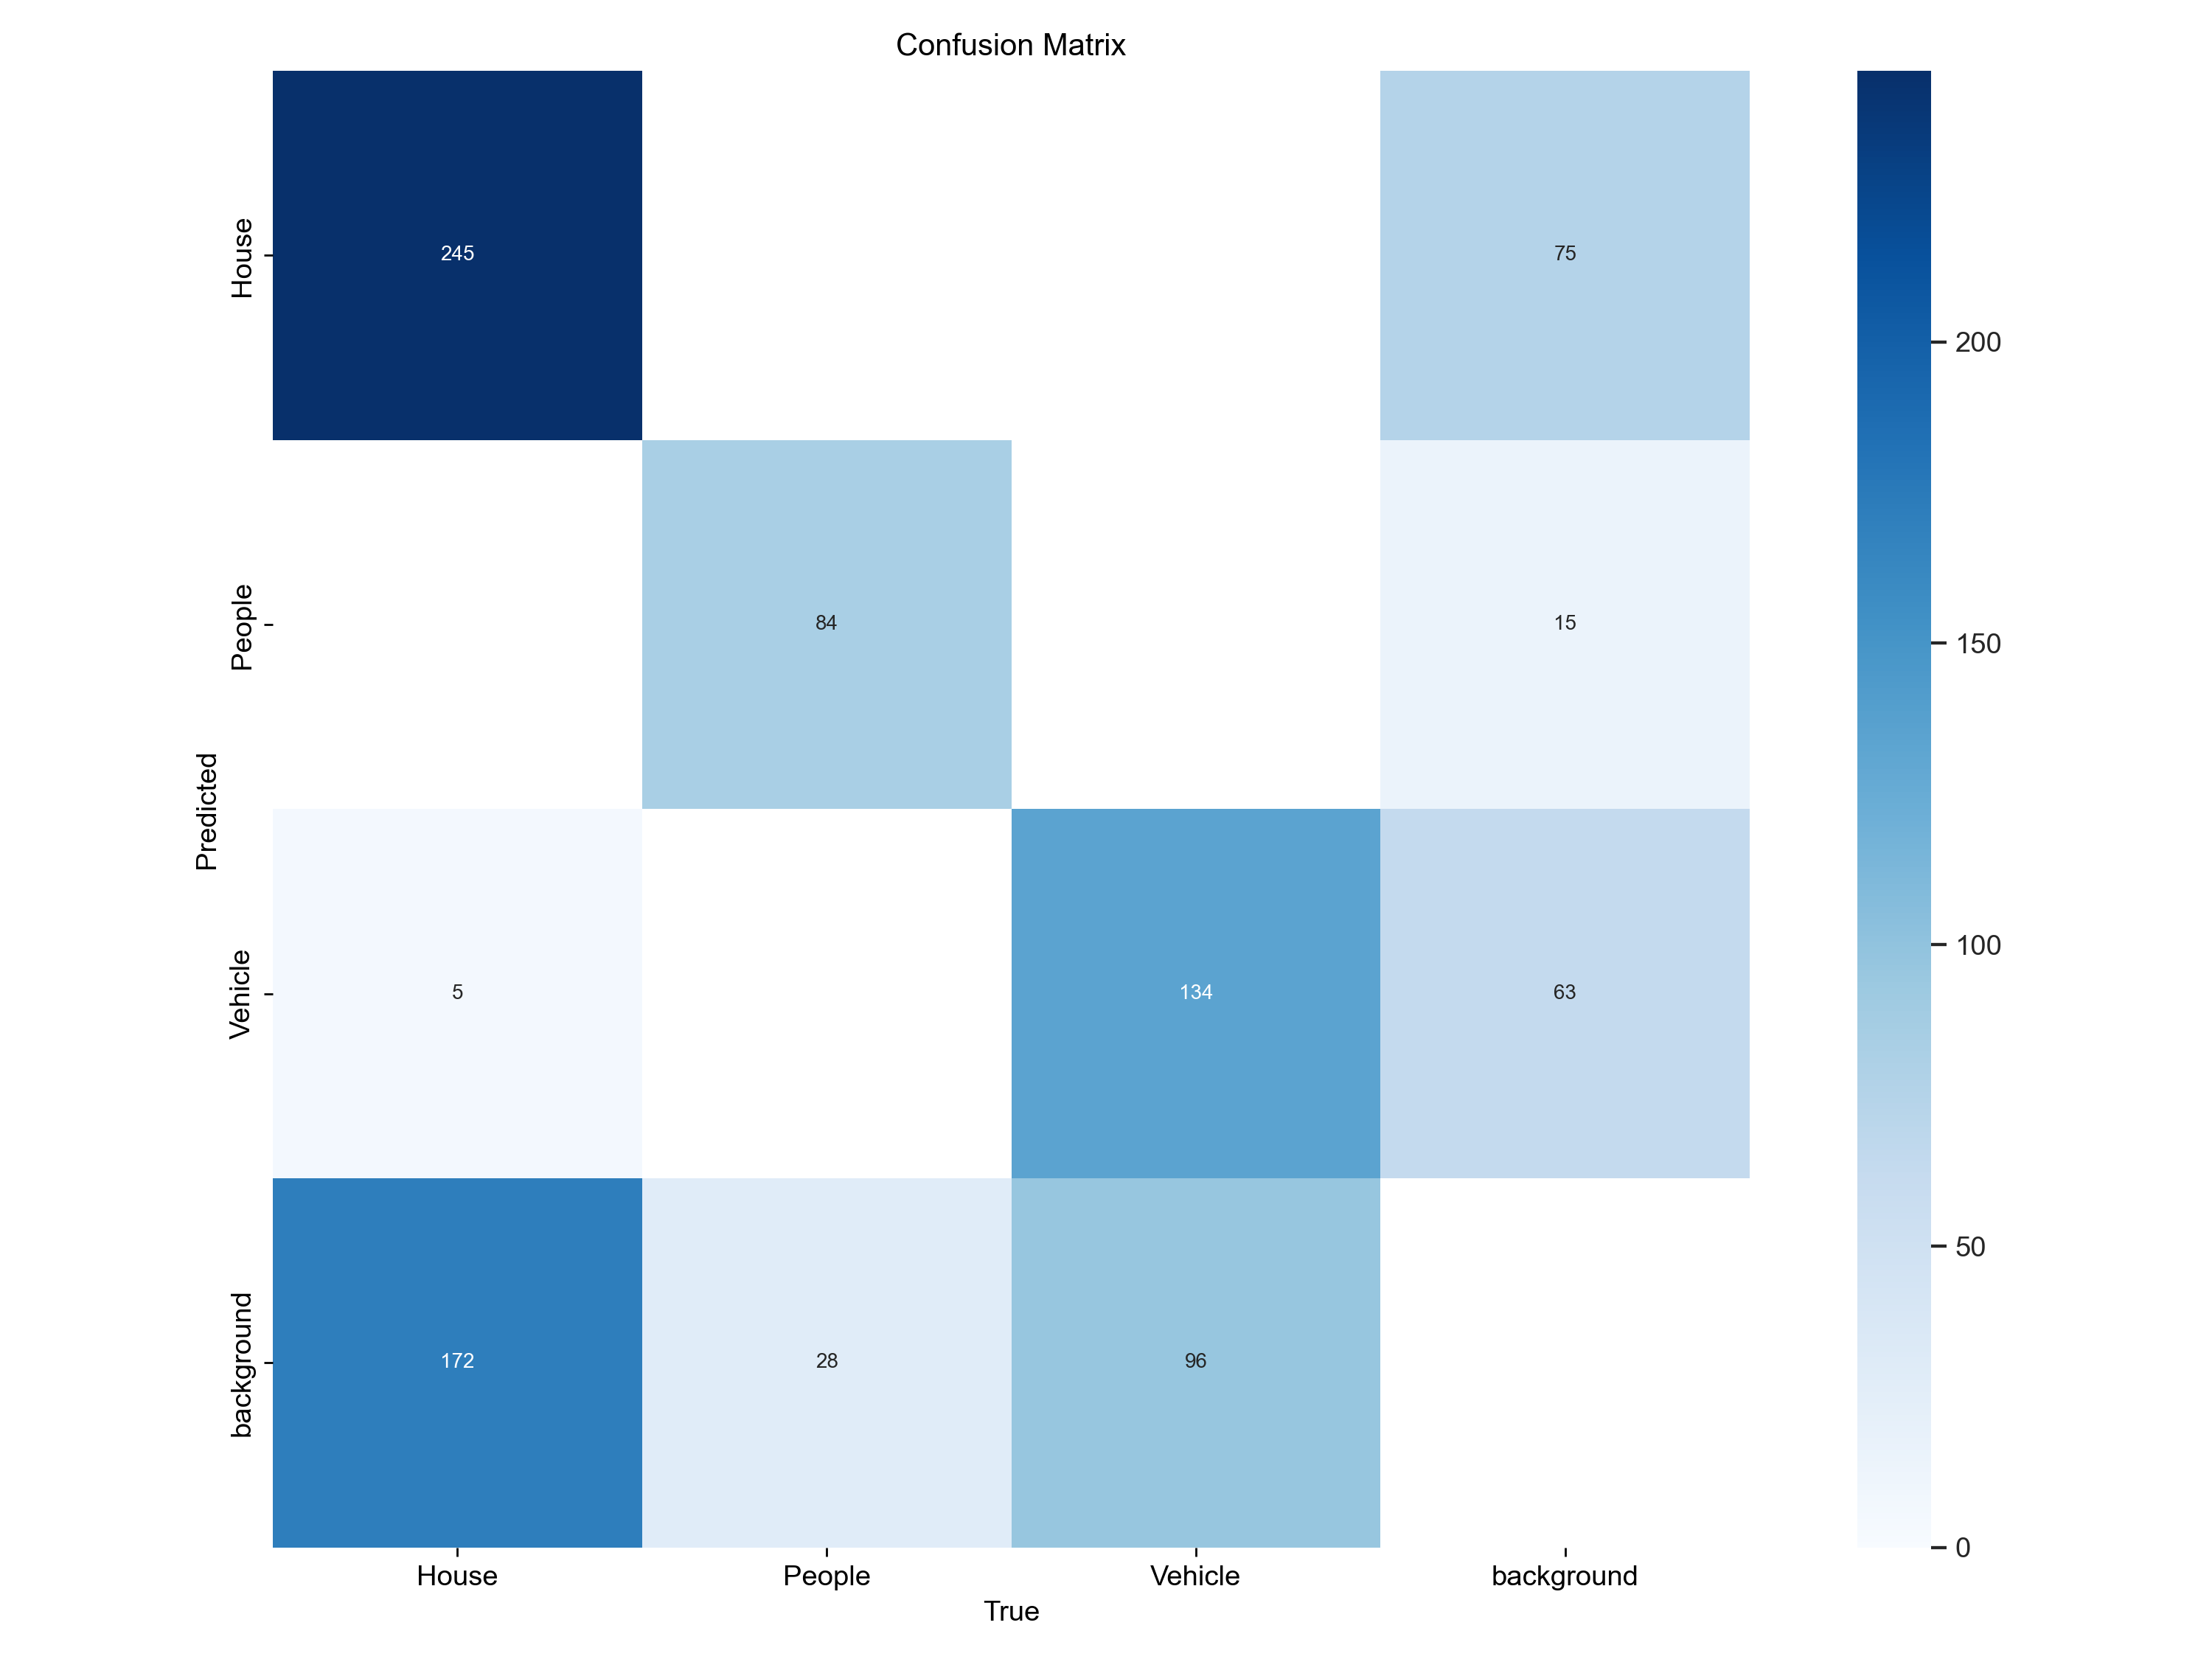 Confusion Matrix
House
245
75
200
People
84
15
150
Predicted
Vehicle
5
134
63
100
background
172
28
96
50
0
House
People
Vehicle
background
True